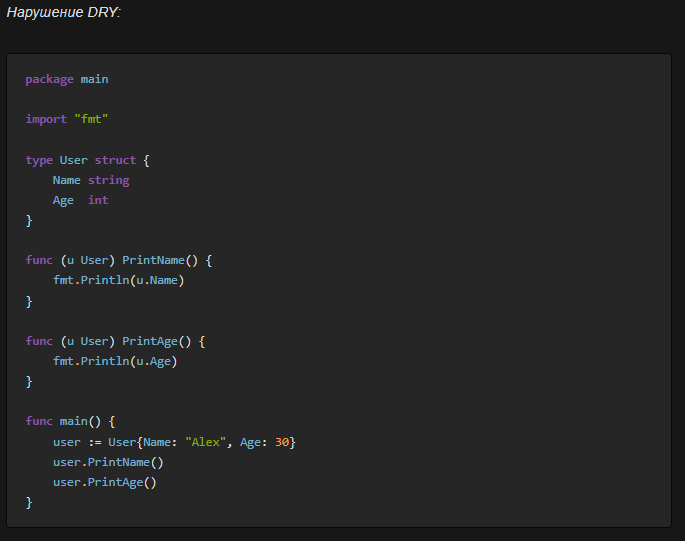 Нарушение DRY:
package main
import "fmt"
type User struct {
    Name string
    Age  int
}
func (u User) PrintName() {
    fmt.Println(u.Name)
}
func (u User) PrintAge() {
    fmt.Println(u.Age)
}
func main() {
    user := User{Name: "Alex", Age: 30}
    user.PrintName()
    user.PrintAge()
}